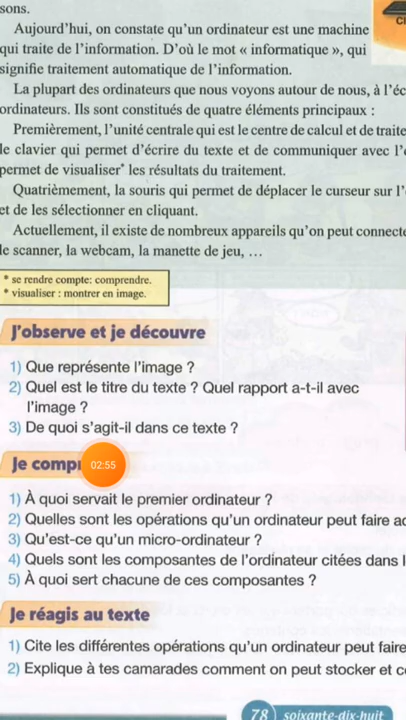 sons.
Aujourd'hui, on constate qu'un ordinateur est une machine
qui traite de l'information. D'où le mot « informatique », qui
signifie traitement automatique de l'information.
La plupart des ordinateurs que nous voyons autour de nous, à l'éc
ordinateurs. Ils sont constitués de quatre éléments principaux :
Premièrement, l'unité centrale qui est le centre de calcul et de traite
le clavier qui permet d'écrire du texte et de communiquer avec l'
permet de visualiser* les résultats du traitement.
Quatrièmement, la souris qui permet de déplacer le curseur sur l'
et de les sélectionner en cliquant.
Actuellement, il existe de nombreux appareils qu'on peut connecte
le scanner, la webcam, la manette de jeu, ...
* se rendre compte: comprendre.
* visualiser : montrer en image.
J'observe et je découvre
1) Que représente l'image ?
2) Quel est le titre du texte ? Quel rapport a-t-il avec
l'image ?
3) De quoi s'agit-il dans ce texte ?
Je compr
02:55
1) À quoi servait le premier ordinateur ?
2) Quelles sont les opérations qu'un ordinateur peut faire ac
3) Qu'est-ce qu'un micro-ordinateur ?
4) Quels sont les composantes de l'ordinateur citées dans l
5) À quoi sert chacune de ces composantes ?
Je réagis au texte
1) Cite les différentes opérations qu'un ordinateur peut faire
2) Explique à tes camarades comment on peut stocker et c
78 soixante-dix-huit